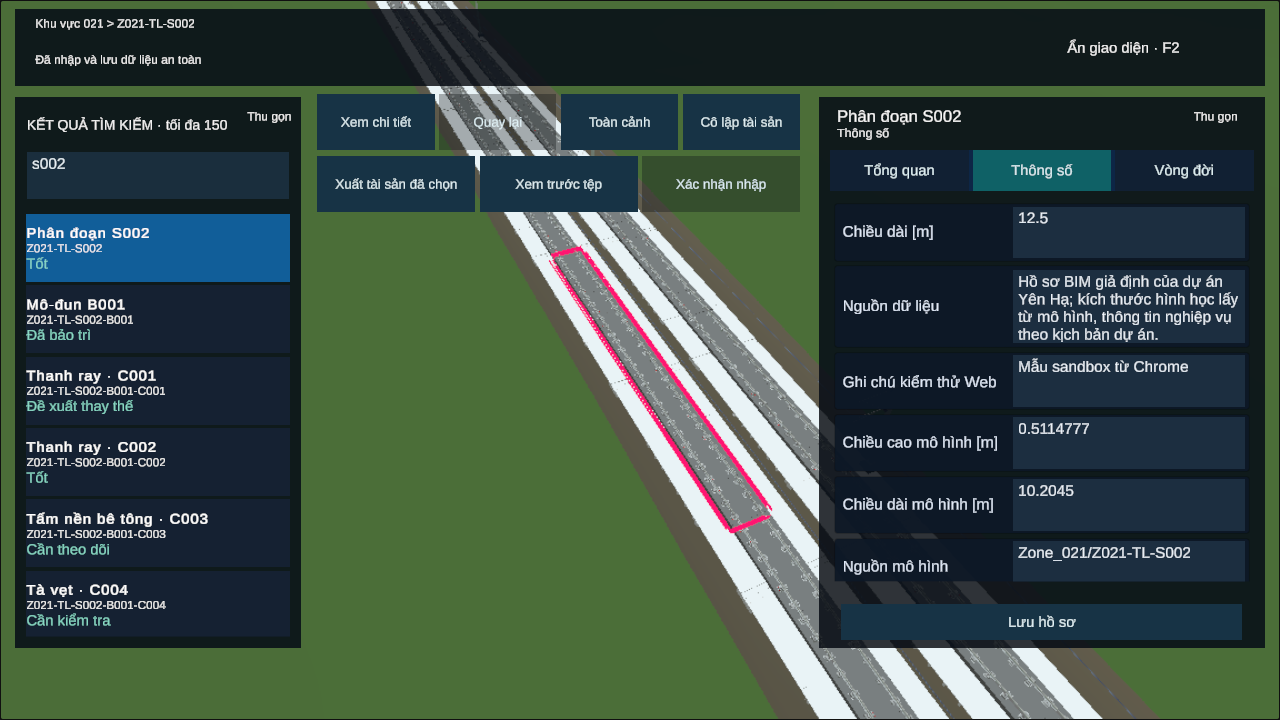 Khu vực 021 > Z021-TL-S002
Đã nhập và lưu dữ liệu an toàn
Ẩn giao diện · F2
KẾT QUẢ TÌM KIẾM · tối đa 150
Thu gọn
s002
Phân đoạn S002
Z021-TL-S002
Tốt
Mô-đun B001
Z021-TL-S002-B001
Đã bảo trì
Thanh ray · C001
Z021-TL-S002-B001-C001
Đề xuất thay thế
Thanh ray · C002
Z021-TL-S002-B001-C002
Tốt
Tấm nền bê tông · C003
Z021-TL-S002-B001-C003
Cần theo dõi
Tà vẹt · C004
Z021-TL-S002-B001-C004
Cần kiểm tra
Xem chi tiết
Quay lại
Toàn cảnh
Cô lập tài sản
Xuất tài sản đã chọn
Xem trước tệp
Xác nhận nhập
Phân đoạn S002
Thông số
Thu gọn
Tổng quan
Thông số
Vòng đời
Chiều dài [m]
12.5
Nguồn dữ liệu
Hồ sơ BIM giả định của dự án
Yên Hạ; kích thước hình học lấy
từ mô hình, thông tin nghiệp vụ
theo kịch bản dự án.
Ghi chú kiểm thử Web
Mẫu sandbox từ Chrome
Chiều cao mô hình [m]
0.5114777
Chiều dài mô hình [m]
10.2045
Nguồn mô hình
Zone_021/Z021-TL-S002
Lưu hồ sơ